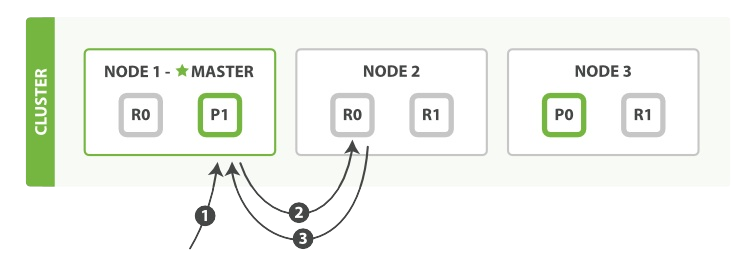 CLUSTER
NODE 1 - ★ MASTER
R0
P1
NODE 2
R0
R1
NODE 3
P0
R1
1
2
3